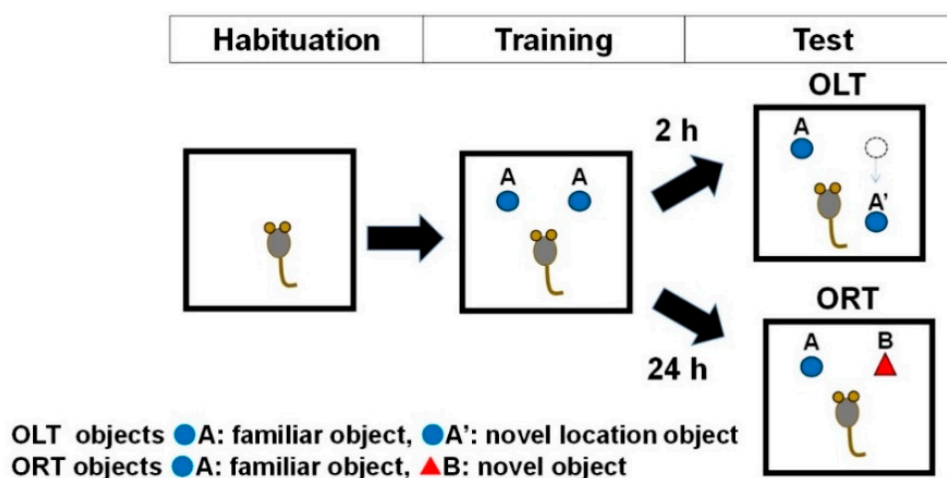 Habituation Training Test
OLT
2 h
A
A A
A'
ORT
A B
24 h
OLT objects A: familiar object, A': novel location object
ORT objects A: familiar object, B: novel object